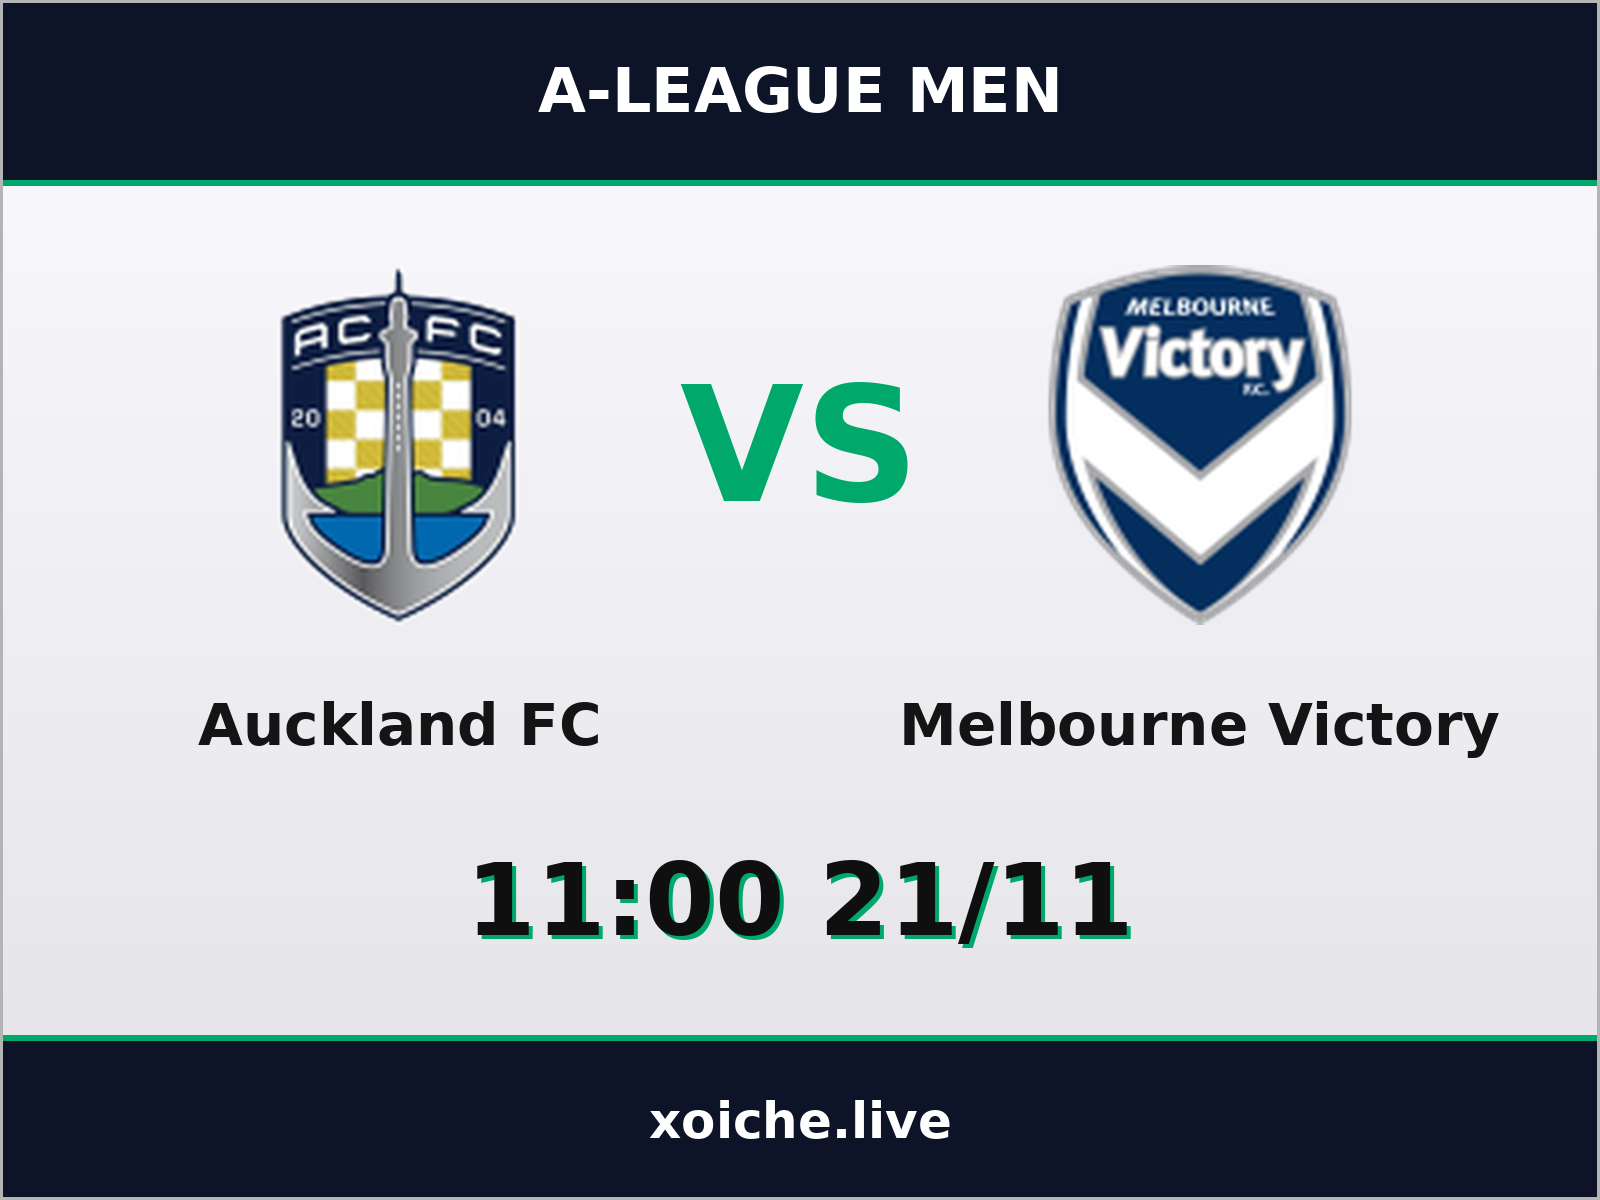 A-LEAGUE MEN
AC FC
20 04
MELBOURNE
Victory
F.C.
VS
Auckland FC
Melbourne Victory
11:00 21/11
xoiche.live